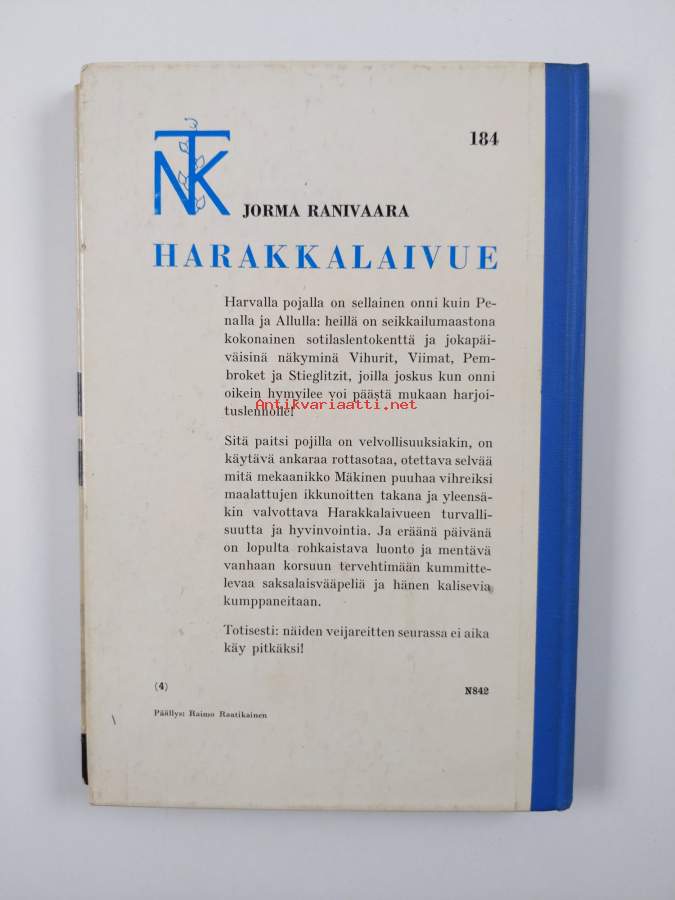 NTK
184
JORMA RANIVAARA
HARAKKALAIVUE
Harvalla pojalla on sellainen onni kuin Pe-
nalla ja Allulla: heillä on seikkailumaastona
kokonainen sotilaslentokenttä ja jokapäi-
väisinä näkyminä Vihurit, Viimat, Pem-
broket ja Stieglitzit, joilla joskus kun onni
oikein hymyilee voi päästä mukaan harjoi-
Antikvariaatti.net
tuslennolle!
Sitä paitsi pojilla on velvollisuuksiakin, on
käytävä ankaraa rottasotaa, otettava selvää
mitä mekaanikko Mäkinen puuhaa vihreiksi
maalattujen ikkunoitten takana ja yleensä-
kin valvottava Harakkalaivueen turvalli-
suutta ja hyvinvointia. Ja eräänä päivänä
on lopulta rohkaistava luonto ja mentävä
vanhaan korsuun tervehtimään kummitte-
levaa saksalaisvääpeliä ja hänen kalisevia
kumppaneitaan.
Totisesti: näiden veijareitten seurassa ei aika
käy pitkäksi!
(4)
N842
Päällys: Raimo Raatikainen